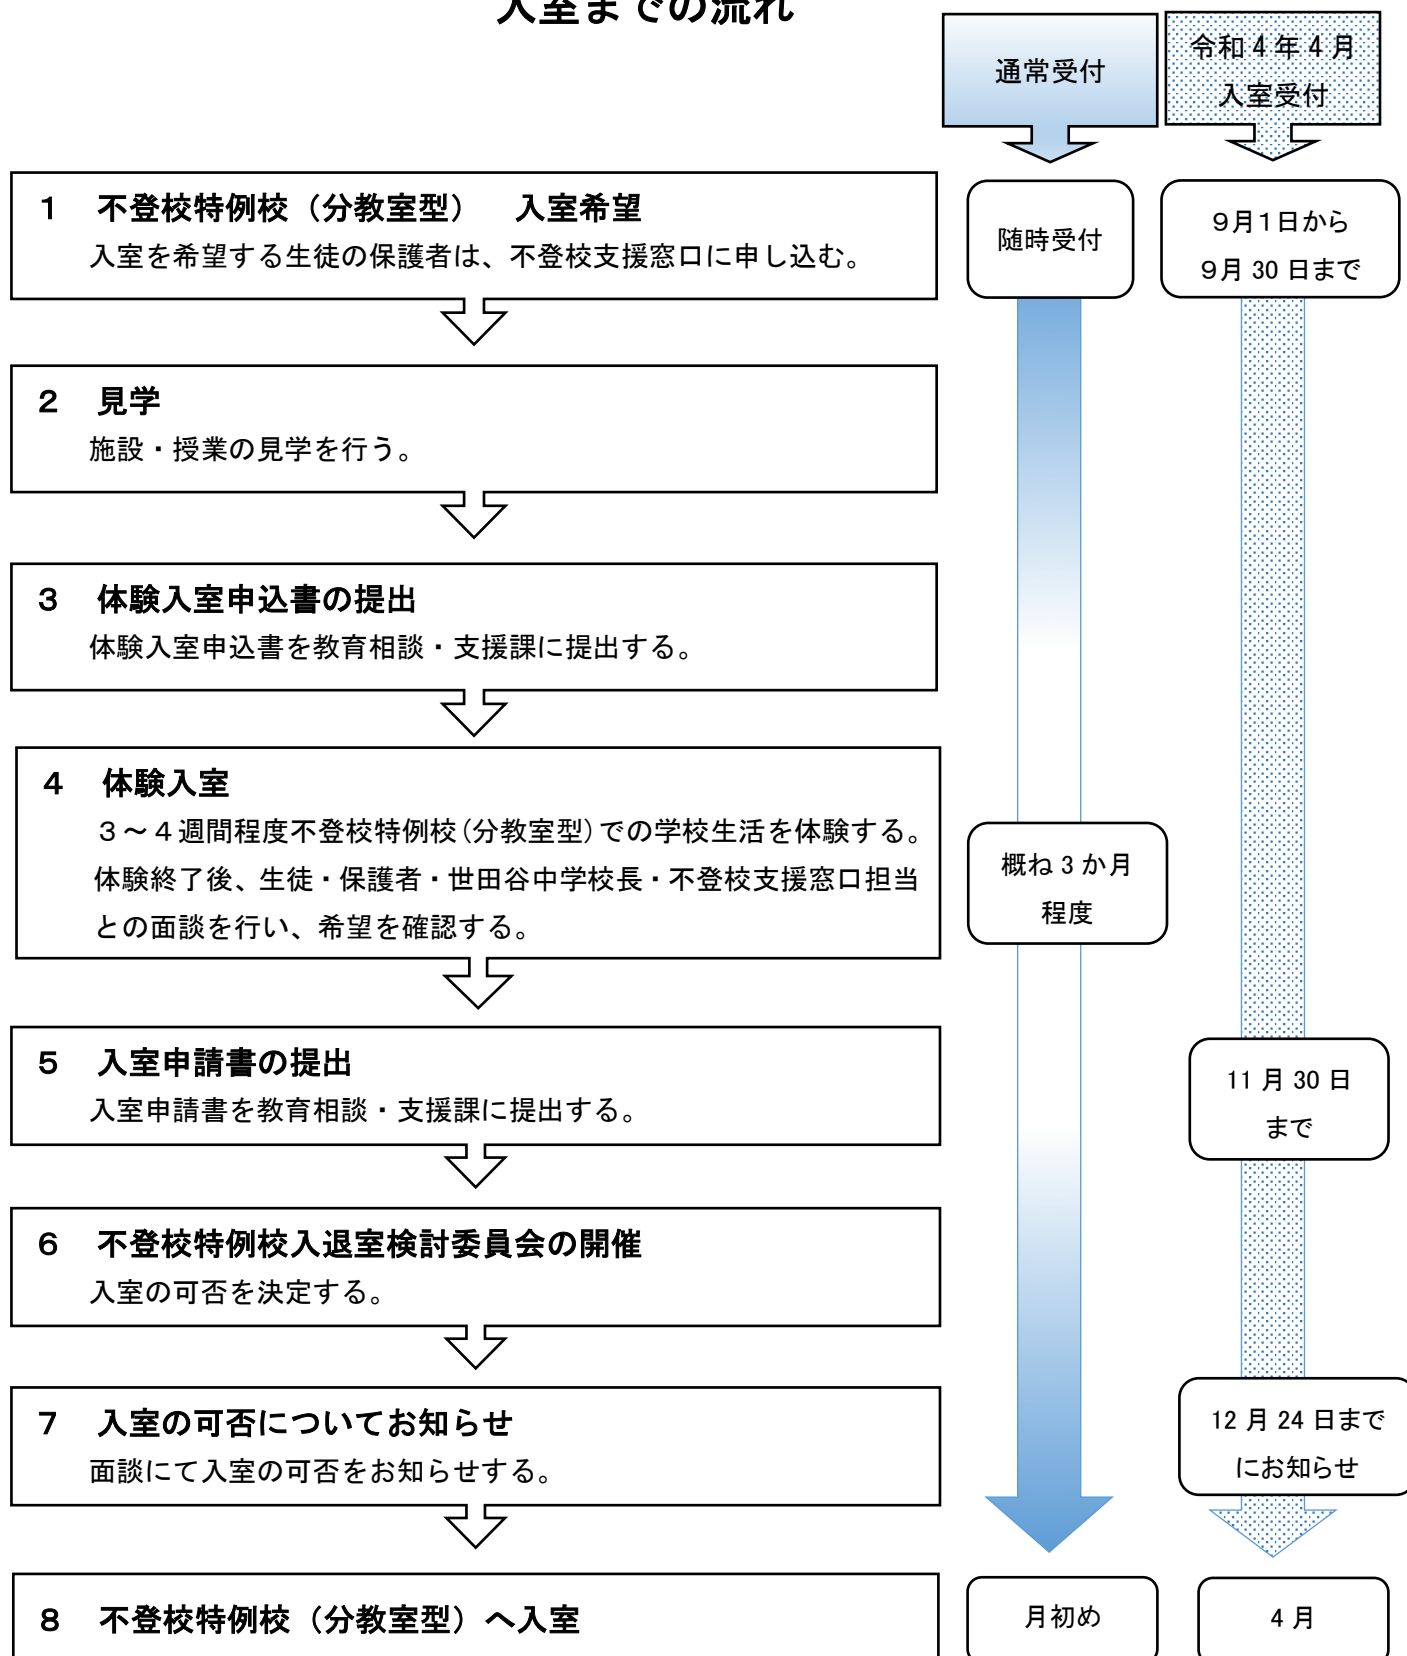 入室までの流れ
通常受付
令和４年４月
入室受付
１　不登校特例校（分教室型）　入室希望
入室を希望する生徒の保護者は、不登校支援窓口に申し込む。
随時受付
９月１日から
９月 30 日まで
２　見学
施設・授業の見学を行う。
３　体験入室申込書の提出
体験入室申込書を教育相談・支援課に提出する。
４　体験入室
３～４週間程度不登校特例校(分教室型)での学校生活を体験する。
体験終了後、生徒・保護者・世田谷中学校長・不登校支援窓口担当
との面談を行い、希望を確認する。
概ね 3 か月
程度
５　入室申請書の提出
入室申請書を教育相談・支援課に提出する。
11 月 30 日
まで
６　不登校特例校入退室検討委員会の開催
入室の可否を決定する。
７　入室の可否についてお知らせ
面談にて入室の可否をお知らせする。
12 月 24 日まで
にお知らせ
８　不登校特例校（分教室型）へ入室
月初め
4 月